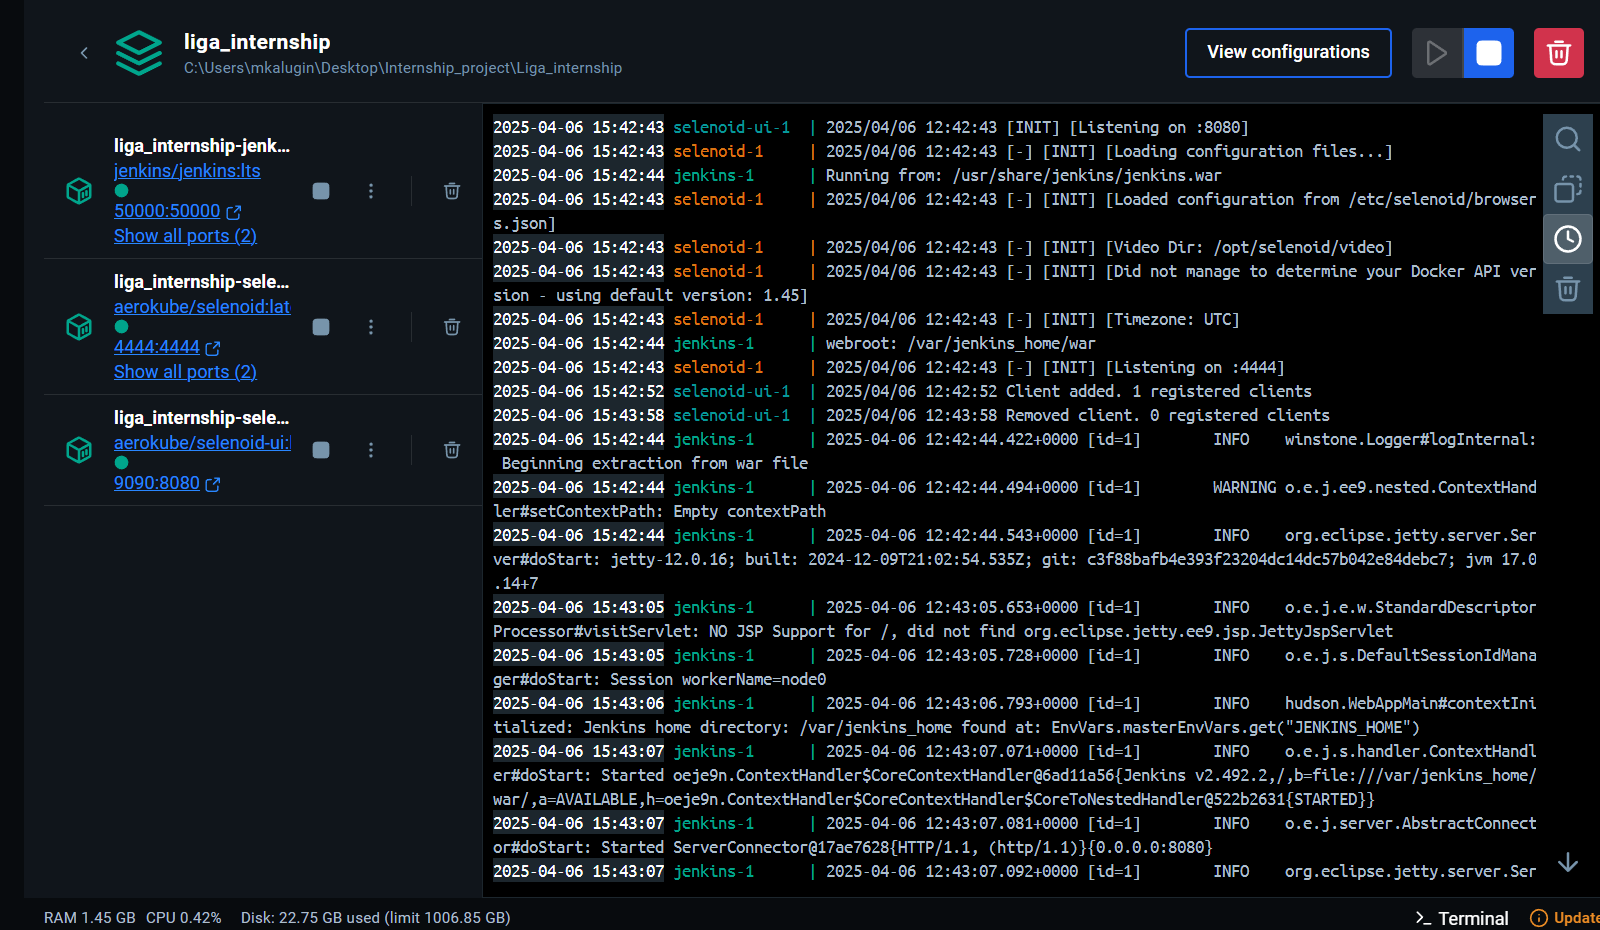 liga_internship
C:\Users\mkalugin\Desktop\Internship_project\Liga_internship
View configurations
liga_internship-jenk...
jenkins/jenkins:lts
50000:50000
Show all ports (2)
liga_internship-sele...
aerokube/selenoid:lat
4444:4444
Show all ports (2)
liga_internship-sele...
aerokube/selenoid-ui:l
9090:8080
2025-04-06 15:42:43 selenoid-ui-1 | 2025/04/06 12:42:43 [INIT] [Listening on :8080]
2025-04-06 15:42:43 selenoid-1 | 2025/04/06 12:42:43 [-] [INIT] [Loading configuration files...]
2025-04-06 15:42:44 jenkins-1 | Running from: /usr/share/jenkins/jenkins.war
2025-04-06 15:42:43 selenoid-1 | 2025/04/06 12:42:43 [-] [INIT] [Loaded configuration from /etc/selenoid/browser
s.json]
2025-04-06 15:42:43 selenoid-1 | 2025/04/06 12:42:43 [-] [INIT] [Video Dir: /opt/selenoid/video]
2025-04-06 15:42:43 selenoid-1 | 2025/04/06 12:42:43 [-] [INIT] [Did not manage to determine your Docker API ver
sion - using default version: 1.45]
2025-04-06 15:42:43 selenoid-1 | 2025/04/06 12:42:43 [-] [INIT] [Timezone: UTC]
2025-04-06 15:42:44 jenkins-1 | webroot: /var/jenkins_home/war
2025-04-06 15:42:43 selenoid-1 | 2025/04/06 12:42:43 [-] [INIT] [Listening on :4444]
2025-04-06 15:42:52 selenoid-ui-1 | 2025/04/06 12:42:52 Client added. 1 registered clients
2025-04-06 15:43:58 selenoid-ui-1 | 2025/04/06 12:43:58 Removed client. 0 registered clients
2025-04-06 15:42:44 jenkins-1 | 2025-04-06 12:42:44.422+0000 [id=1] INFO winstone.Logger#logInternal:
Beginning extraction from war file
2025-04-06 15:42:44 jenkins-1 | 2025-04-06 12:42:44.494+0000 [id=1] WARNING o.e.j.ee9.nested.ContextHand
ler#setContextPath: Empty contextPath
2025-04-06 15:42:44 jenkins-1 | 2025-04-06 12:42:44.543+0000 [id=1] INFO org.eclipse.jetty.server.Ser
ver#doStart: jetty-12.0.16; built: 2024-12-09T21:02:54.535Z; git: c3f88bafb4e393f23204dc14dc57b042e84debc7; jvm 17.0
.14+7
2025-04-06 15:43:05 jenkins-1 | 2025-04-06 12:43:05.653+0000 [id=1] INFO o.e.j.e.w.StandardDescriptor
Processor#visitServlet: NO JSP Support for /, did not find org.eclipse.jetty.ee9.jsp.JettyJspServlet
2025-04-06 15:43:05 jenkins-1 | 2025-04-06 12:43:05.728+0000 [id=1] INFO o.e.j.s.DefaultSessionIdMana
ger#doStart: Session workerName=node0
2025-04-06 15:43:06 jenkins-1 | 2025-04-06 12:43:06.793+0000 [id=1] INFO hudson.WebAppMain#contextIni
tialized: Jenkins home directory: /var/jenkins_home found at: EnvVars.masterEnvVars.get("JENKINS_HOME")
2025-04-06 15:43:07 jenkins-1 | 2025-04-06 12:43:07.071+0000 [id=1] INFO o.e.j.s.handler.ContextHandl
er#doStart: Started oeje9n.ContextHandler$CoreContextHandler@6ad11a56{Jenkins v2.492.2,/,b=file:///var/jenkins_home/
war/,a=AVAILABLE,h=oeje9n.ContextHandler$CoreContextHandler$CoreToNestedHandler@522b2631{STARTED}}
2025-04-06 15:43:07 jenkins-1 | 2025-04-06 12:43:07.081+0000 [id=1] INFO o.e.j.server.AbstractConnect
or#doStart: Started ServerConnector@17ae7628{HTTP/1.1, (http/1.1)}{0.0.0.0:8080}
2025-04-06 15:43:07 jenkins-1 | 2025-04-06 12:43:07.092+0000 [id=1] INFO org.eclipse.jetty.server.Ser
RAM 1.45 GB CPU 0.42% Disk: 22.75 GB used (limit 1006.85 GB)
Terminal
Update